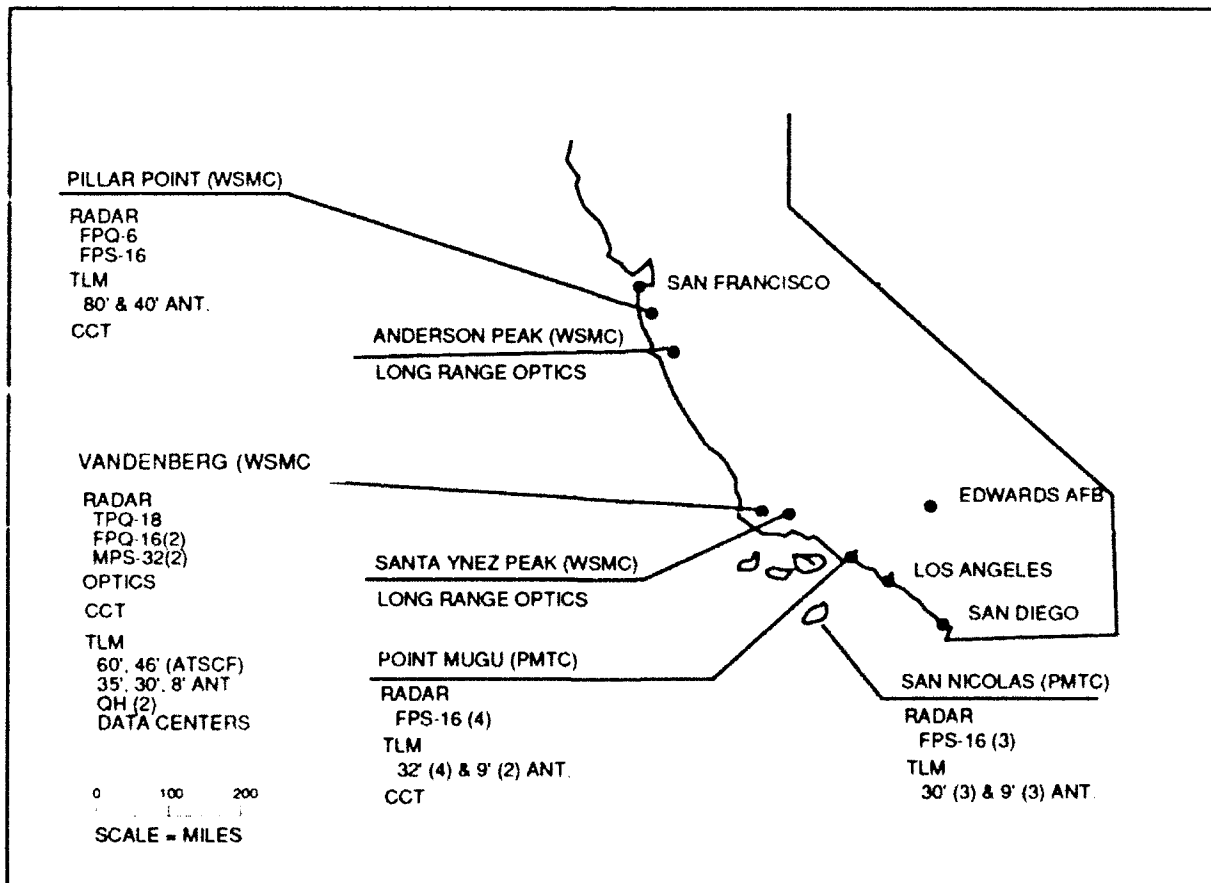 PILLAR POINT (WSMC)
RADAR
FPQ-6
FPS-16
TLM
80' & 40' ANT.
CCT
SAN FRANCISCO
ANDERSON PEAK (WSMC)
LONG RANGE OPTICS
VANDENBERG (WSMC
RADAR
TPQ-18
FPQ-16(2)
MPS-32(2)
OPTICS
CCT
TLM
60', 46' (ATSCF)
35', 30', 8' ANT
QH (2)
DATA CENTERS
EDWARDS AFB
SANTA YNEZ PEAK (WSMC)
LONG RANGE OPTICS
LOS ANGELES
SAN DIEGO
POINT MUGU (PMTC)
RADAR
FPS-16 (4)
TLM
32' (4) & 9' (2) ANT.
CCT
SAN NICOLAS (PMTC)
RADAR
FPS-16 (3)
TLM
30' (3) & 9' (3) ANT.
0 100 200
SCALE = MILES